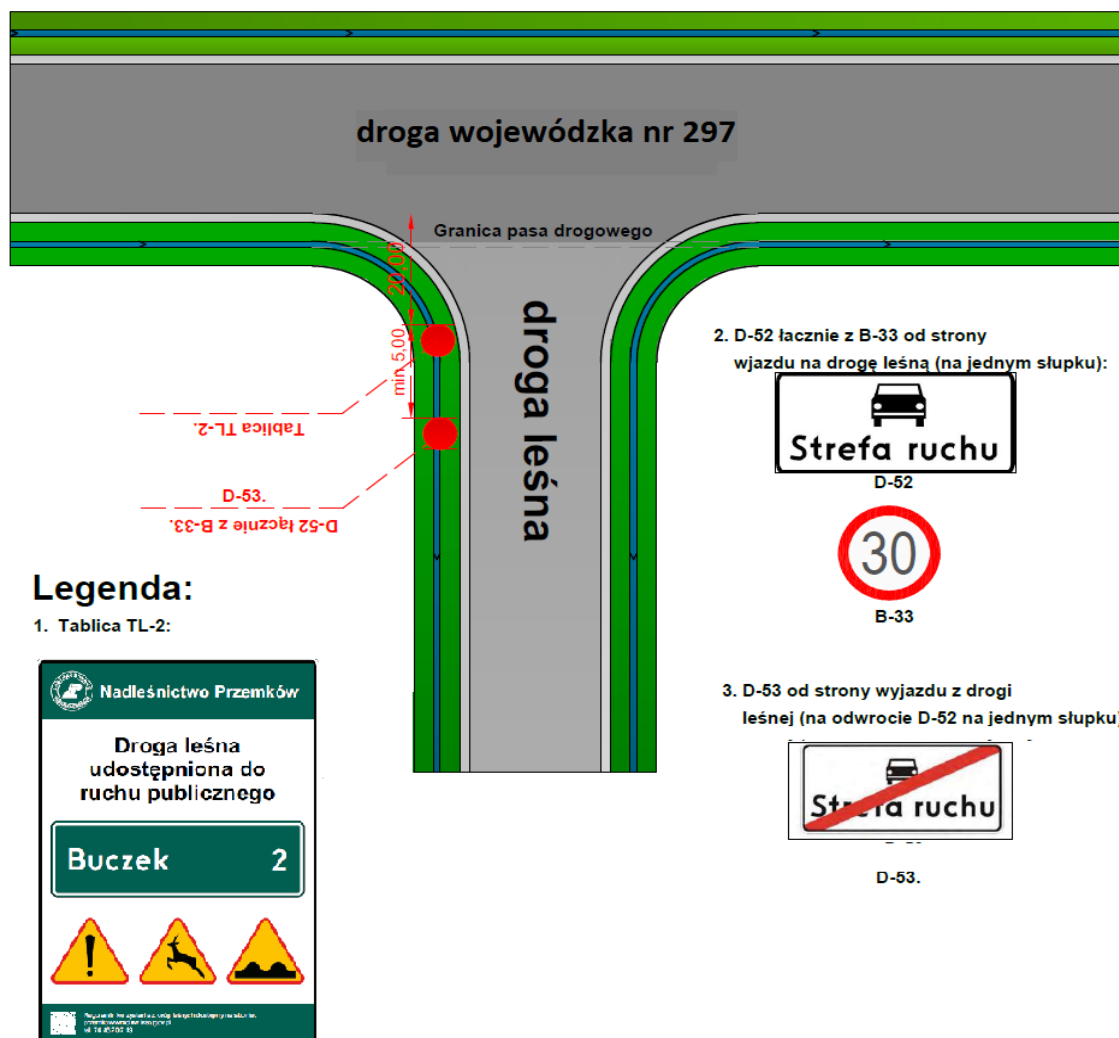 droga wojewódzka nr 297
Granica pasa drogowego
20,00
min. 5,00
droga leśna
Tablica TL-2.
D-53.
D-52 łącznie z B-33.
2. D-52 łacznie z B-33 od strony
wjazdu na drogę leśną (na jednym słupku):
Strefa ruchu
D-52
30
B-33
3. D-53 od strony wyjazdu z drogi
leśnej (na odwrocie D-52 na jednym słupku)
Strefa ruchu
D-53.
Legenda:
1. Tablica TL-2:
Nadleśnictwo Przemków
Droga leśna
udostępniona do
ruchu publicznego
Buczek 2